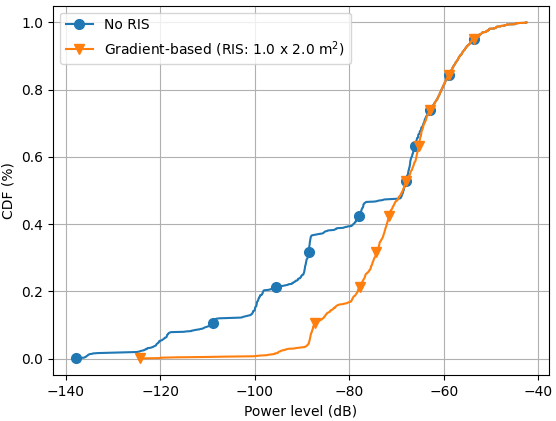 No RIS
Gradient-based (RIS: 1.0 x 2.0 m²)
CDF (%)
1.0
0.8
0.6
0.4
0.2
0.0
−140 −120 −100 −80 −60 −40
Power level (dB)